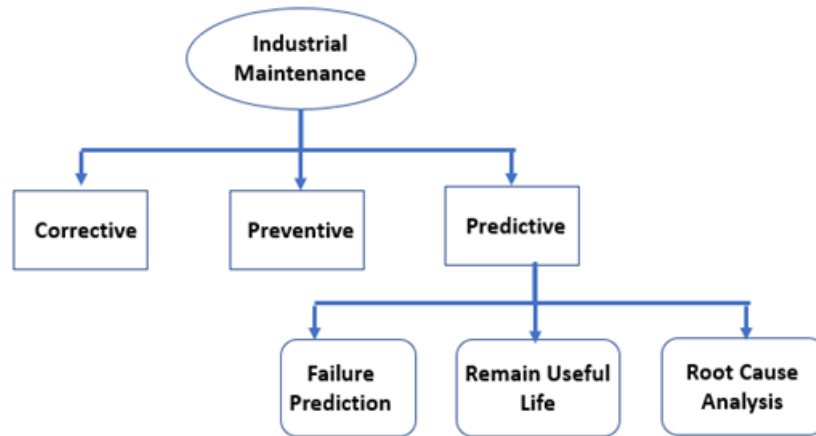 Industrial
Maintenance
Corrective
Preventive
Predictive
Failure
Prediction
Remain Useful
Life
Root Cause
Analysis